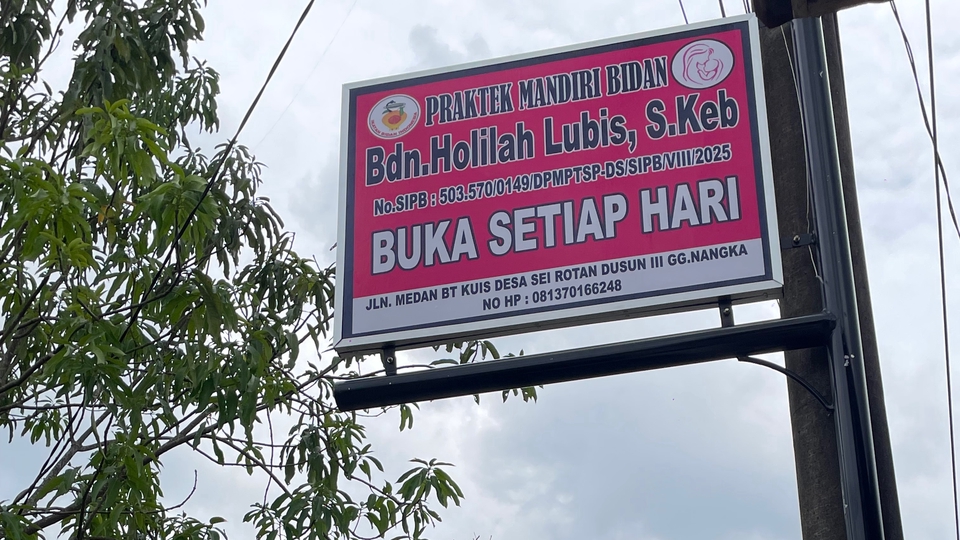 PRAKTEK MANDIRI BIDAN
Bdn.Holilah Lubis, S.Keb
No.SIPB : 503.570/0149/DPMPTSP-DS/SIPB/VIII/2025
BUKA SETIAP HARI
JLN. MEDAN BT KUIS DESA SEI ROTAN DUSUN III GG.NANGKA
NO HP : 081370166248